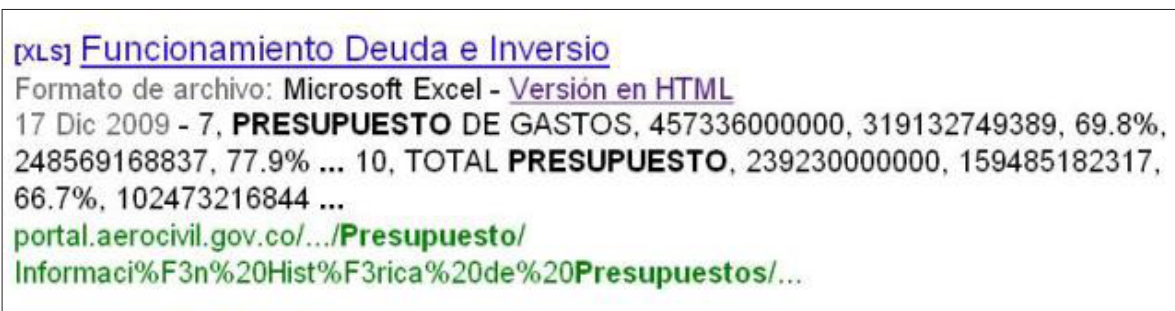 [XLS] Funcionamiento Deuda e Inversio
Formato de archivo: Microsoft Excel - Versión en HTML
17 Dic 2009 - 7, PRESUPUESTO DE GASTOS, 457336000000, 319132749389, 69.8%,
248569168837, 77.9% ... 10, TOTAL PRESUPUESTO, 239230000000, 159485182317,
66.7%, 102473216844 ...
portal.aerocivil.gov.co/.../Presupuesto/
Informaci%F3n%20Hist%F3rica%20de%20Presupuestos/...